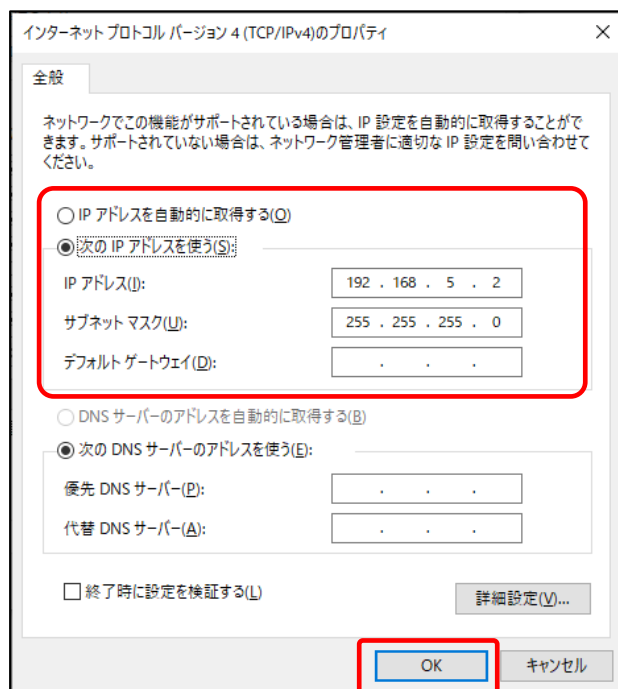 インターネット プロトコル バージョン 4 (TCP/IPv4)のプロパティ
全般
ネットワークでこの機能がサポートされている場合は、IP 設定を自動的に取得することがで
きます。サポートされていない場合は、ネットワーク管理者に適切な IP 設定を問い合わせて
ください。
IP アドレスを自動的に取得する(O)
次の IP アドレスを使う(S):
IP アドレス(I): 192 . 168 . 5 . 2
サブネット マスク(U): 255 . 255 . 255 . 0
デフォルト ゲートウェイ(D): . . .
DNS サーバーのアドレスを自動的に取得する(B)
次の DNS サーバーのアドレスを使う(E):
優先 DNS サーバー(P): . . .
代替 DNS サーバー(A): . . .
終了時に設定を検証する(L)
詳細設定(V)...
OK キャンセル